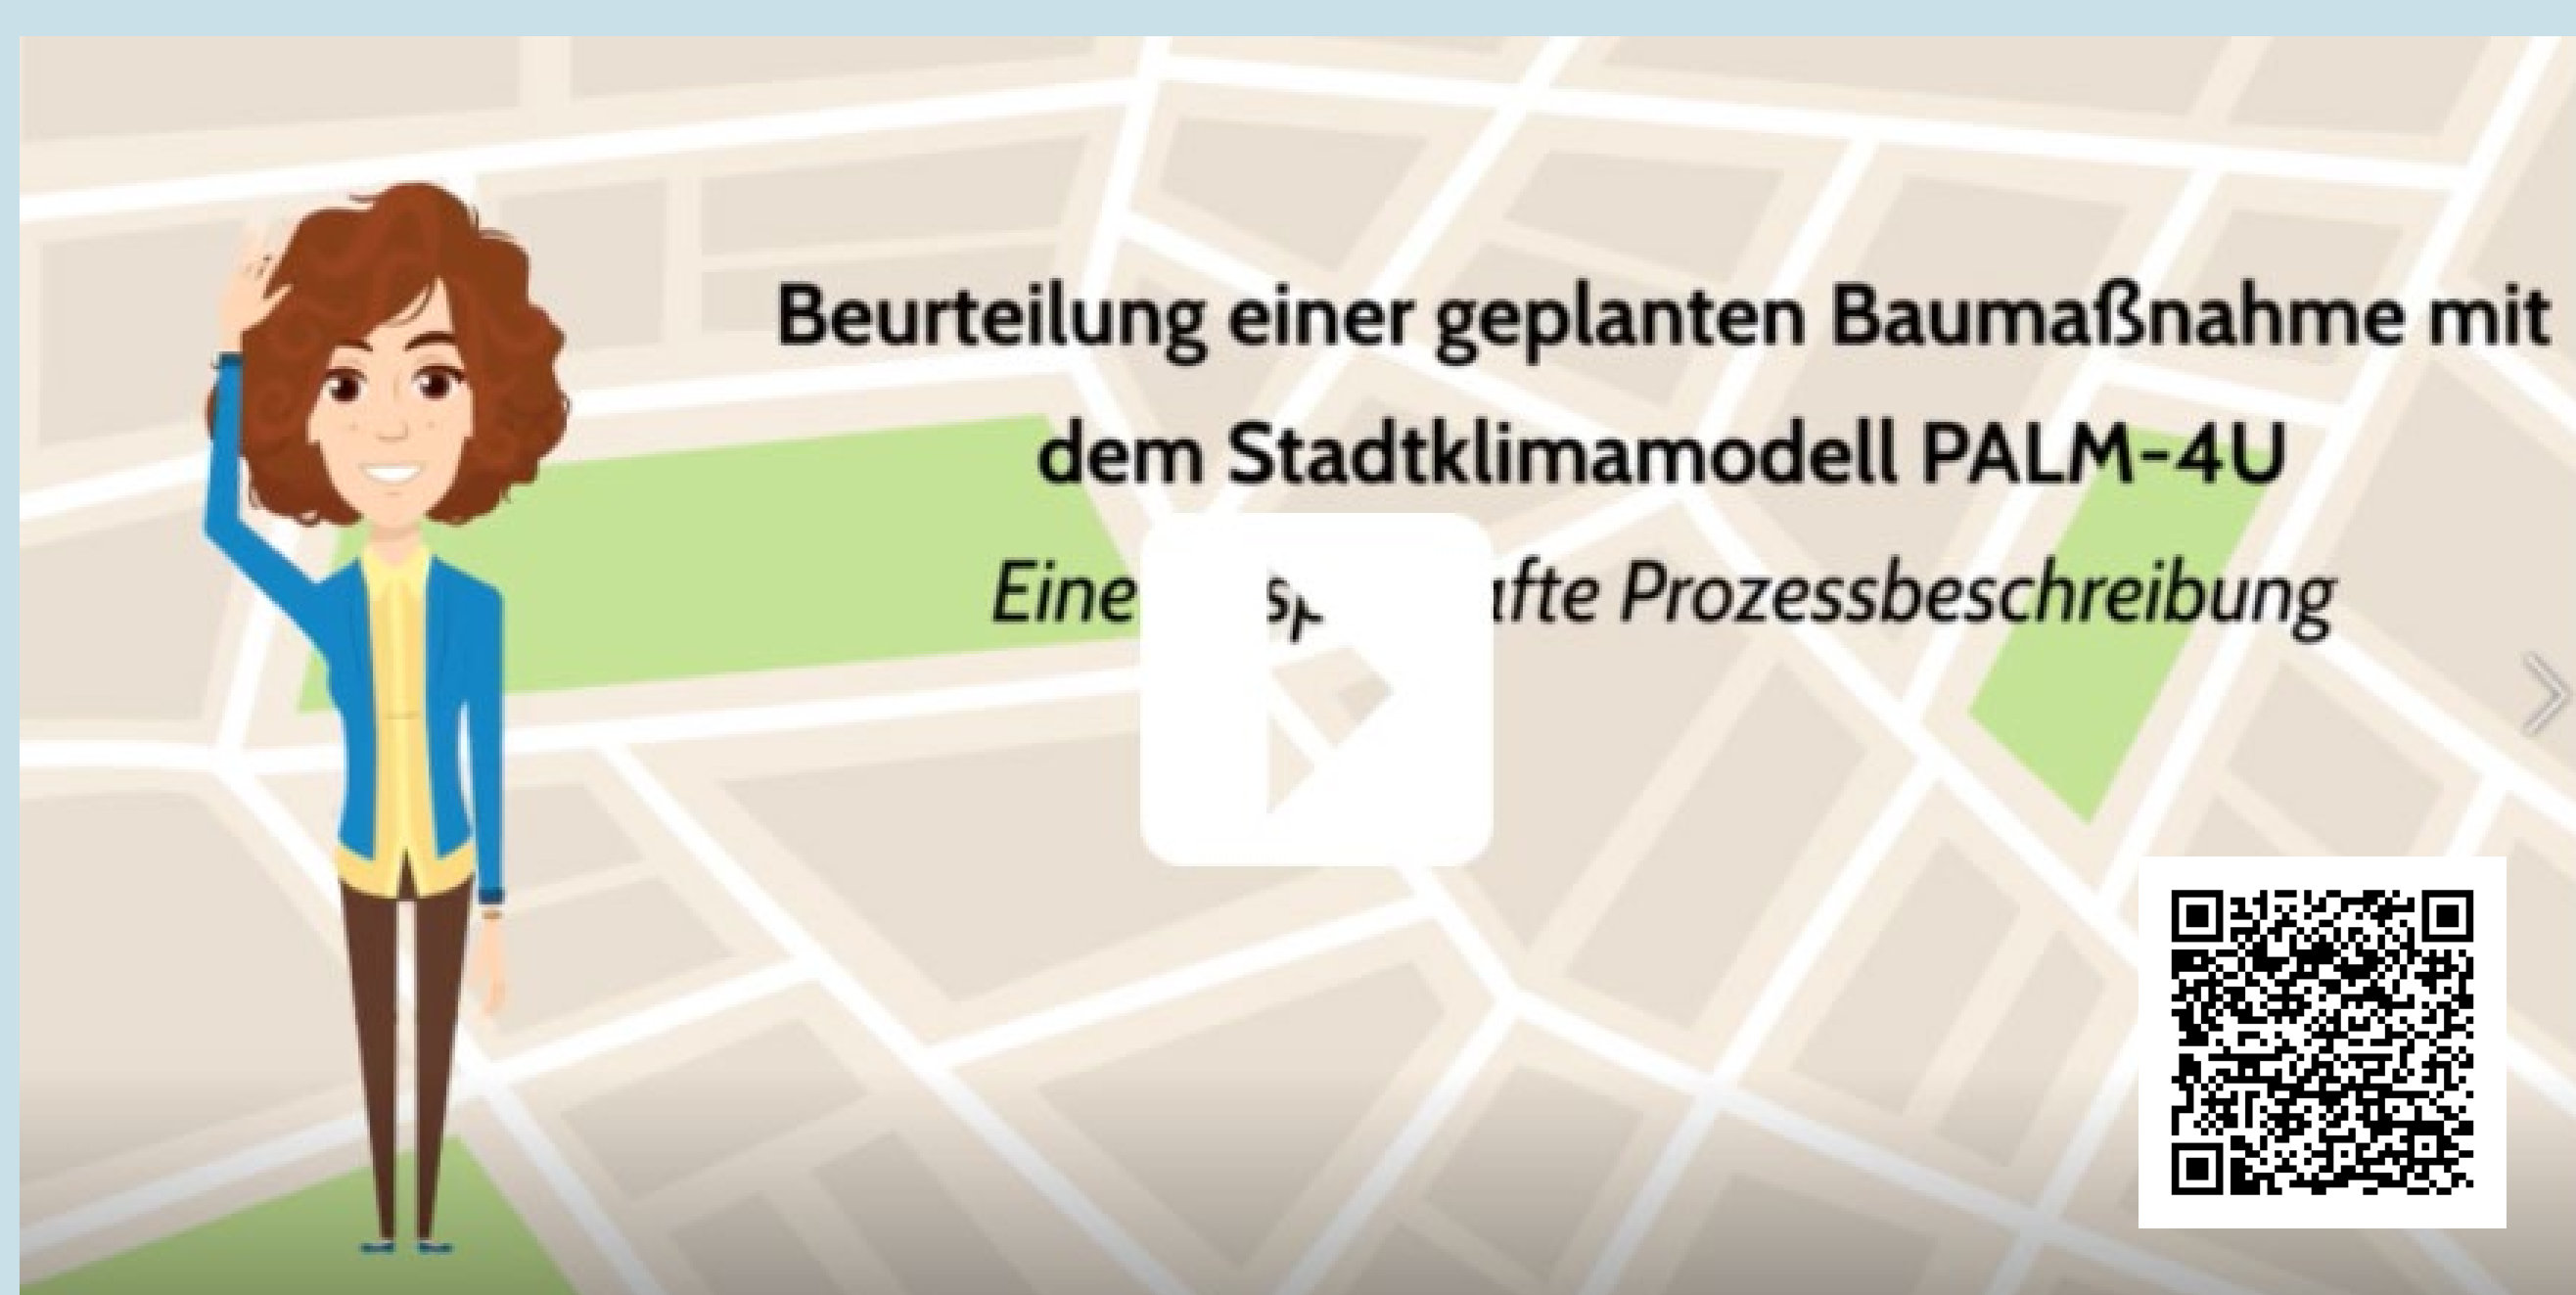 Beurteilung einer geplanten Baumaßnahme mit
dem Stadtklimamodell PALM-4U
Eine Prozessbeschreibung